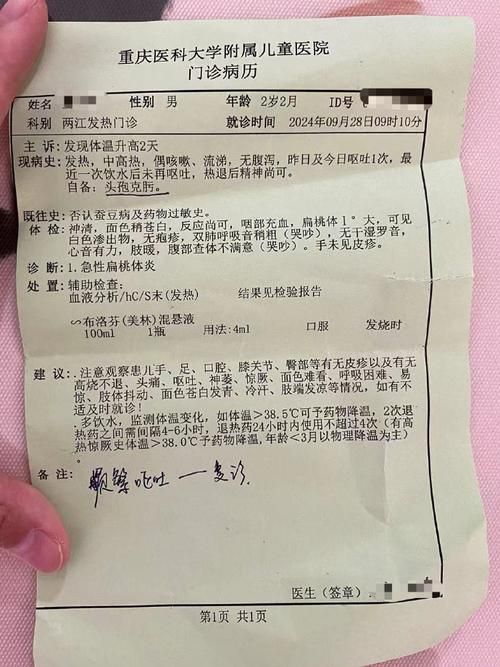 重庆医科大学附属儿童医院
门诊病历
姓名 性别 男 年龄 2岁2月 ID号
科别 两江发热门诊 就诊时间 2024年09月28日09时10分
主 诉：发现体温升高2天
现病史：发热，中高热，偶咳嗽、流涕，无腹泻，昨日及今日呕吐1次，最
近一次饮水后未再呕吐，热退后精神尚可。
自备：头孢克肟。
既往史：否认蚕豆病及药物过敏史。
体 检：神清，面色稍苍白，反应尚可，咽部充血，扁桃体1°大，可见
白色渗出物，无疱疹，双肺呼吸音稍粗（哭吵），无干湿罗音，
心音有力，肢暖，腹部查体不满意（哭吵）。手未见皮疹。
诊 断：1.急性扁桃体炎
处 置：辅助检查：
血液分析/hC/S末(发热) 结果见检验报告
∽布洛芬(美林)混悬液
100ml 1瓶 用法：4ml 口服 发烧时
建 议：.注意观察患儿手、足、口腔、膝关节、臀部等有无皮疹以及有无
高烧不退、头痛、呕吐、神萎、惊厥、面色难看、呼吸困难、易
惊、肢体抖动、面色苍白发青、冷汗、肢端发凉等情况，如有不
适及时就诊！
多饮水，监测体温变化，如体温＞38.5℃可予药物降温，2次退
热药之间需间隔4-6小时，退热药24小时内使用不超过4次（有高
热惊厥史体温＞38.0℃予药物降温,年龄＜3月以物理降温为主）
。
备 注：
频繁呕吐 — 复诊
医生（签章）
第1页 共1页